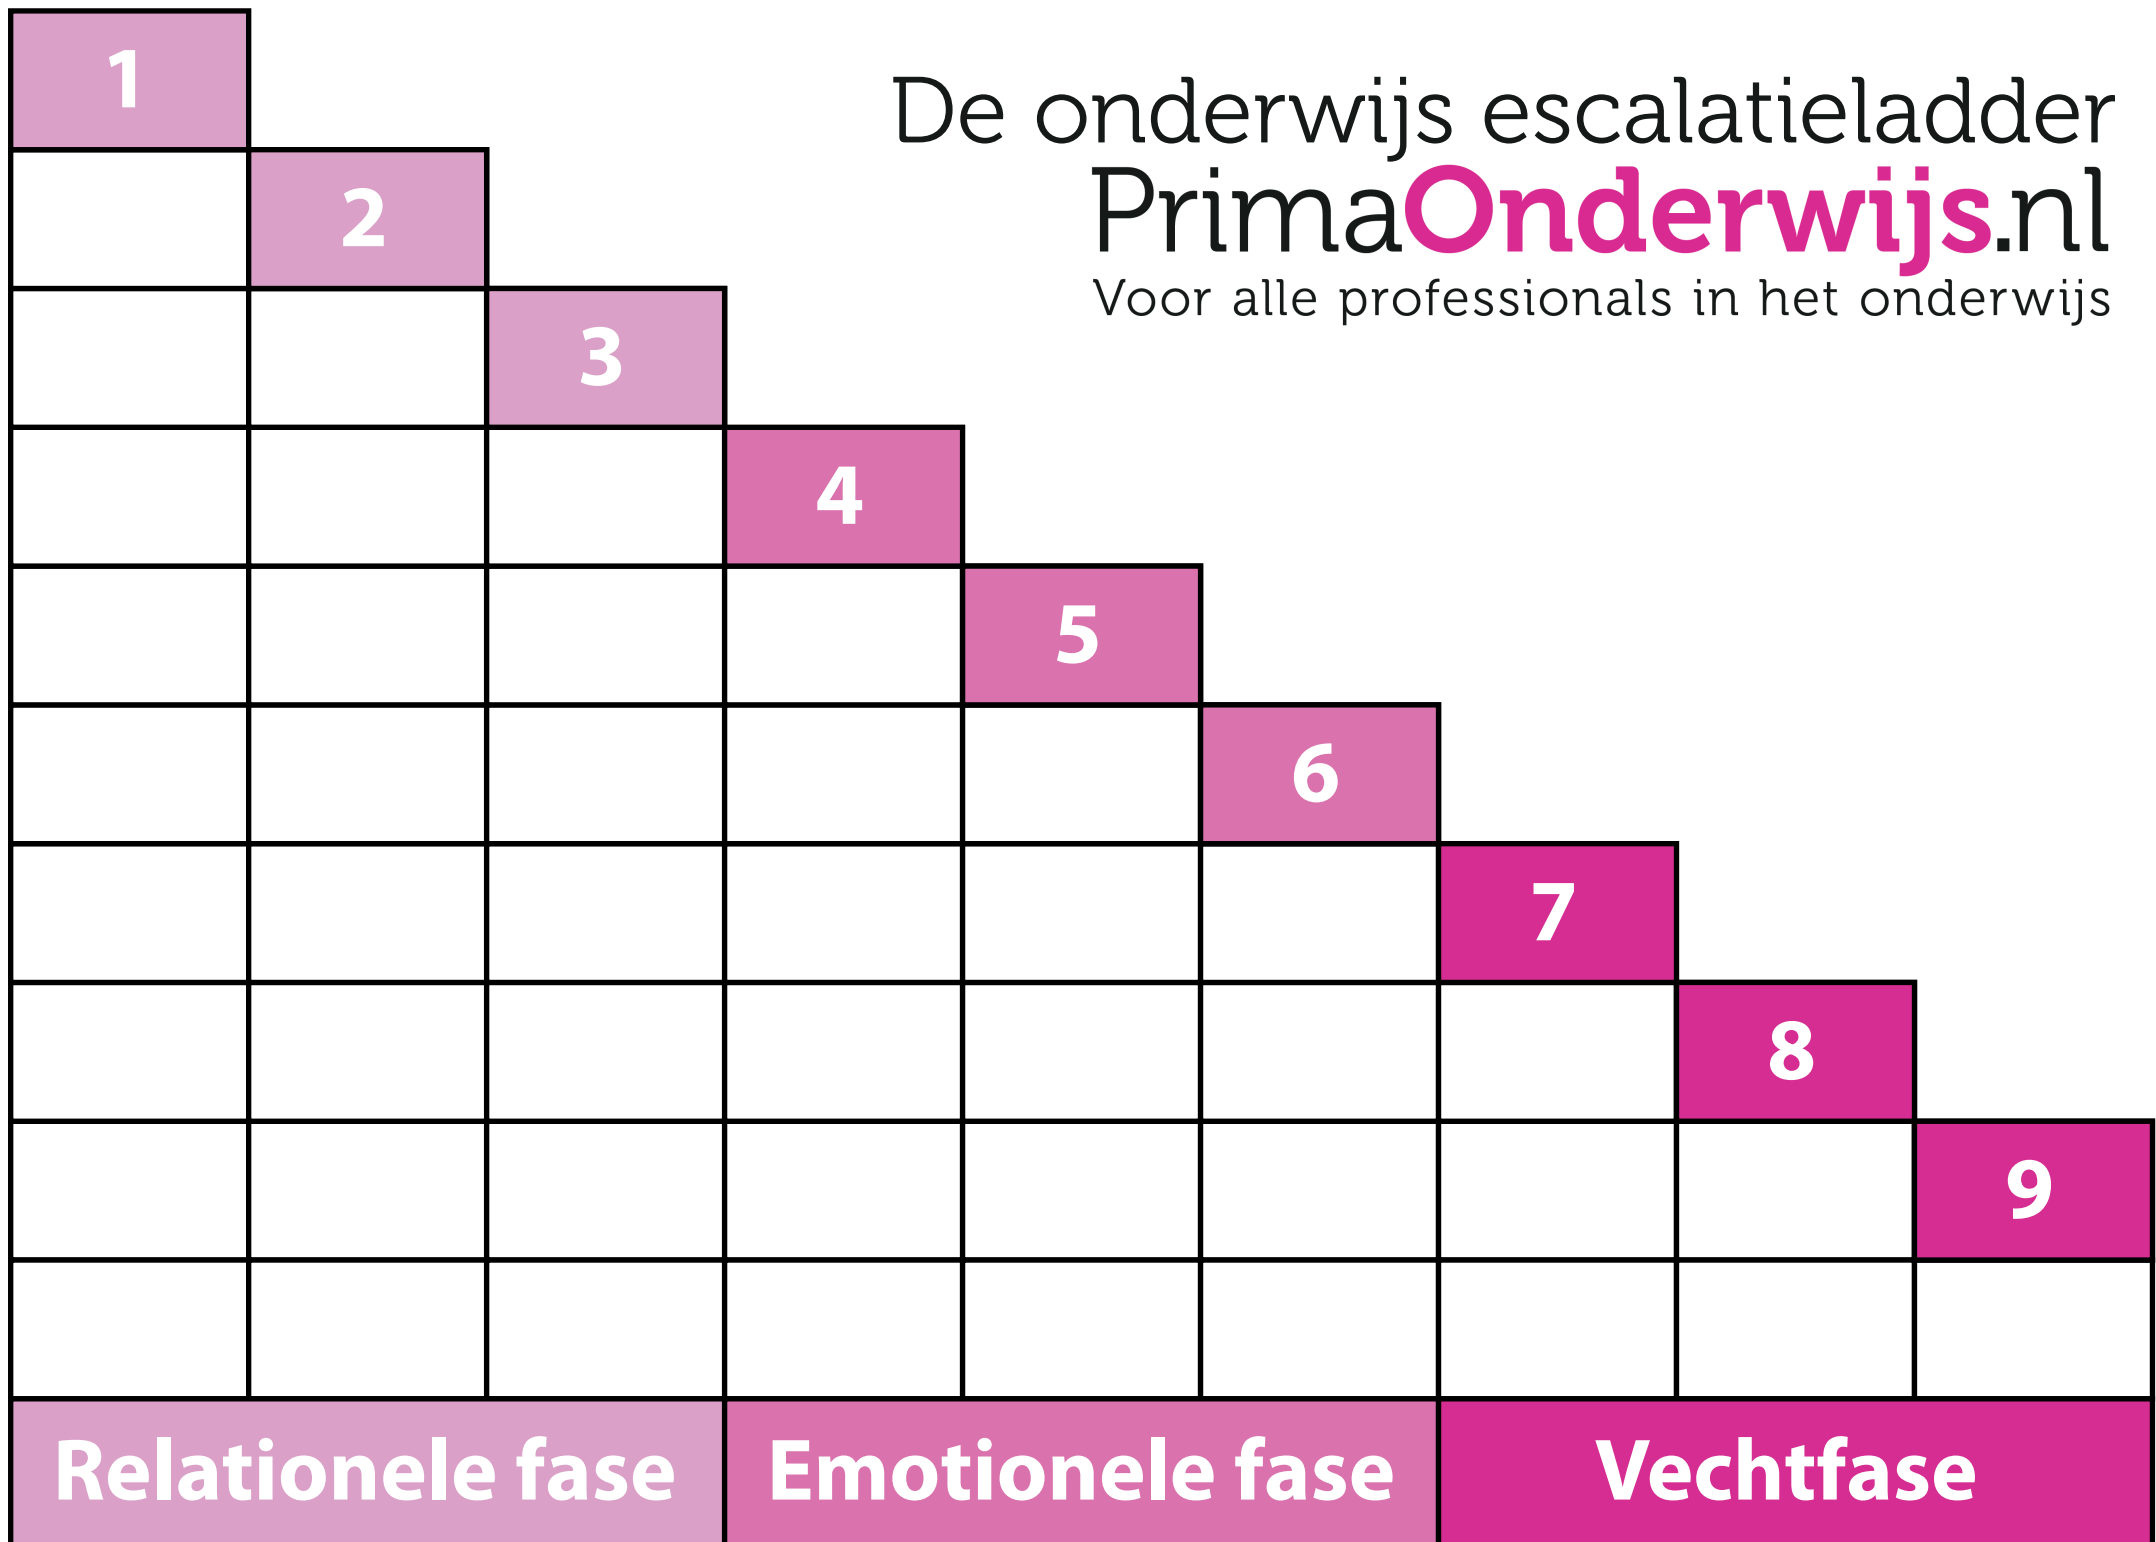 1
De onderwijs escalatieladder
PrimaOnderwijs.nl
Voor alle professionals in het onderwijs
2
3
4
5
6
7
8
9
Relationele fase
Emotionele fase
Vechtfase